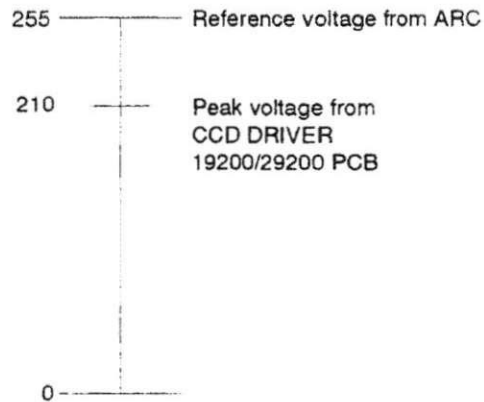 255 Reference voltage from ARC
210 Peak voltage from
CCD DRIVER
19200/29200 PCB
0